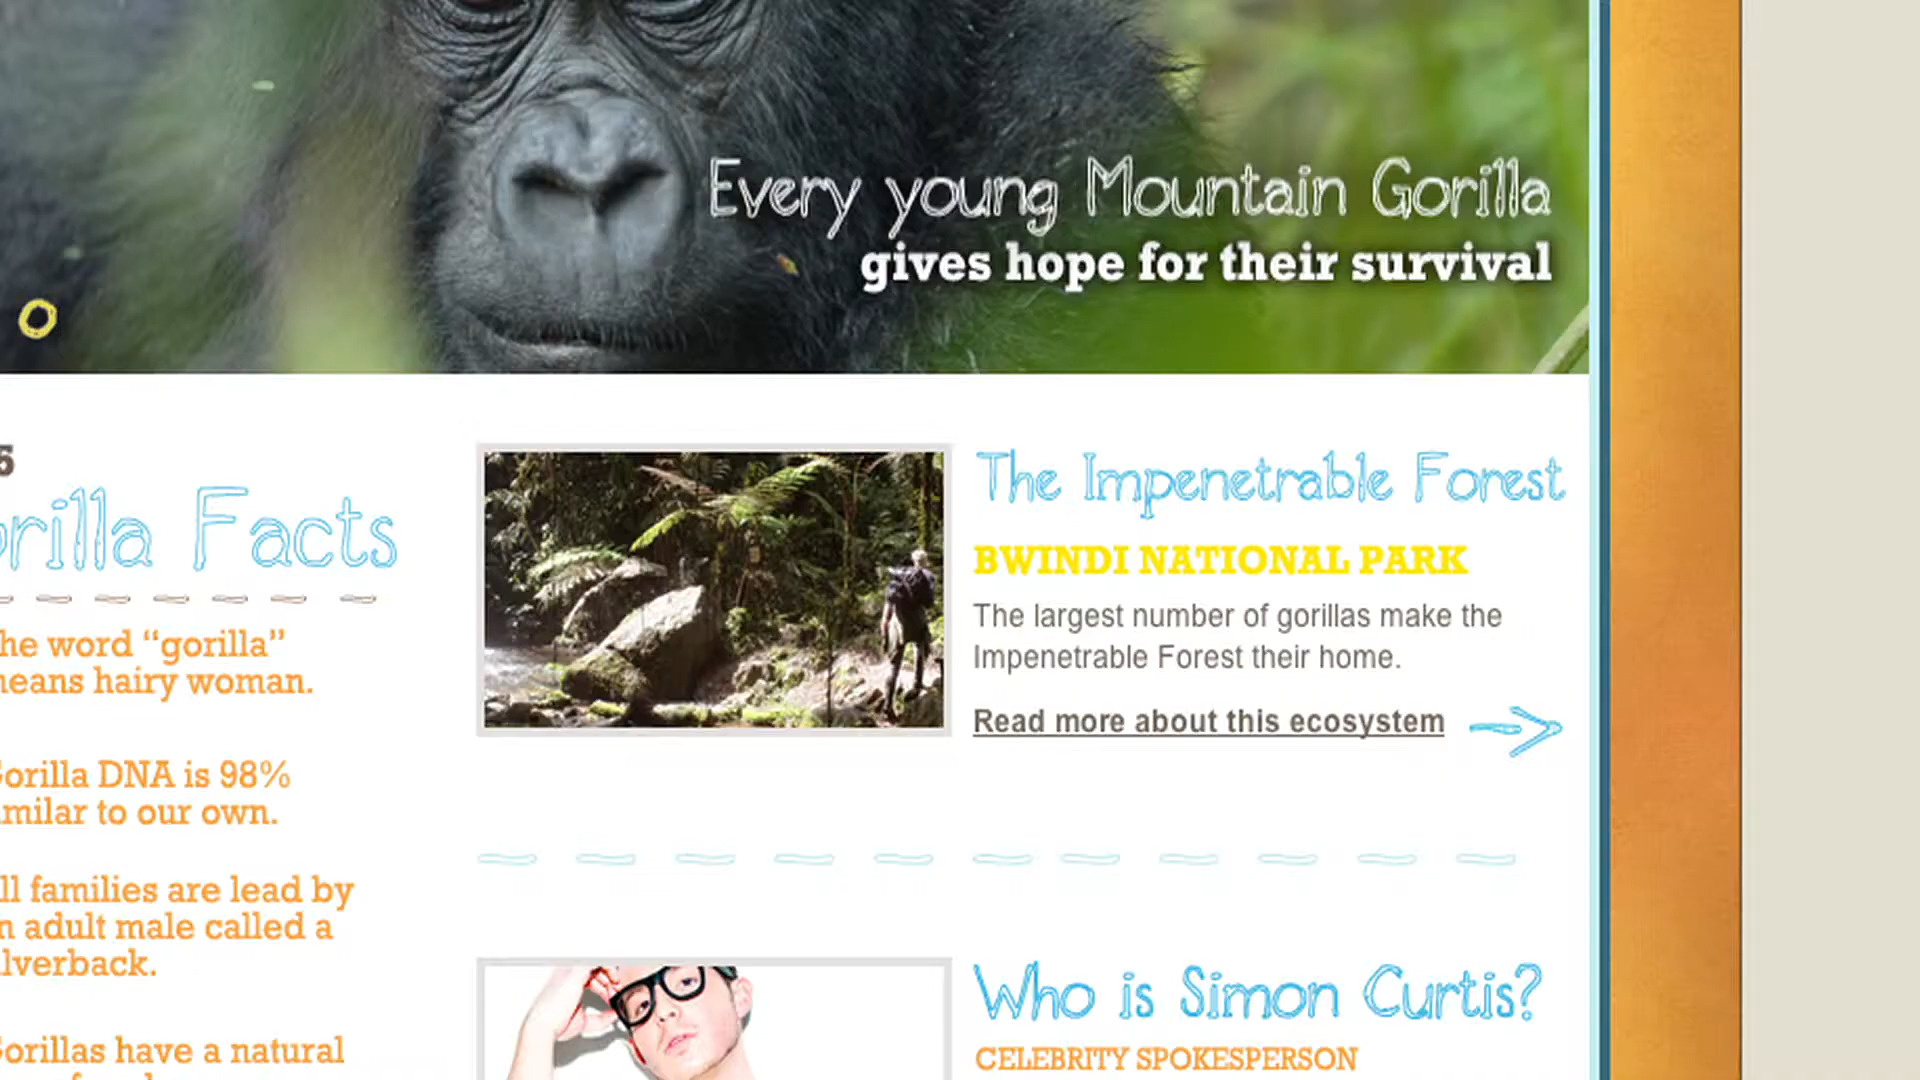 Every young Mountain Gorilla
gives hope for their survival
5
orilla Facts
he word “gorilla”
eans hairy woman.
orilla DNA is 98%
milar to our own.
ll families are lead by
n adult male called a
lverback.
orillas have a natural
The Impenetrable Forest
BWINDI NATIONAL PARK
The largest number of gorillas make the
Impenetrable Forest their home.
Read more about this ecosystem
Who is Simon Curtis?
CELEBRITY SPOKESPERSON